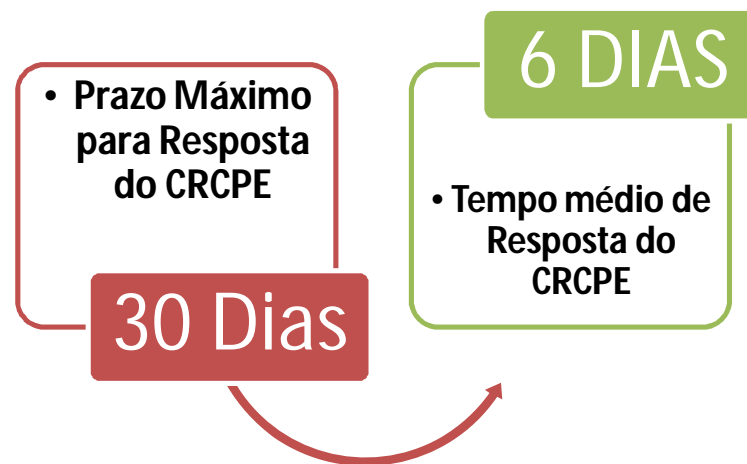 • Prazo Máximo
para Resposta
do CRCPE
30 Dias
6 DIAS
• Tempo médio de
Resposta do
CRCPE